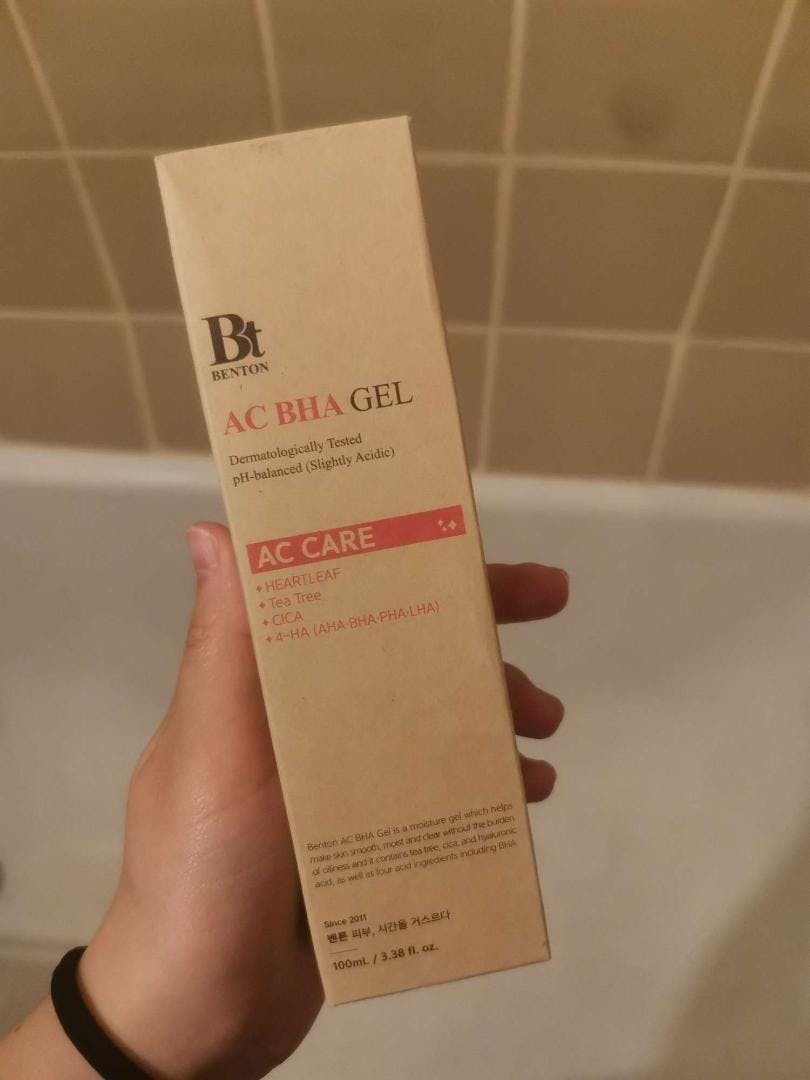 Bt
BENTON
AC BHA GEL
Dermatologically Tested
pH-balanced (Slightly Acidic)
AC CARE
HEARTLEAF
Tea Tree
CICA
4-HA (AHA·BHA·PHA·LHA)
Benton AC BHA Gel is a moisture gel which helps
make skin smooth, moist and clear without the burden
of oiliness and it contains tea tree, cica, and hyaluronic
acid, as well as four acid ingredients including BHA
Since 2011
벤튼 피부, 시간을 거스르다
100mL / 3.38 fl. oz.